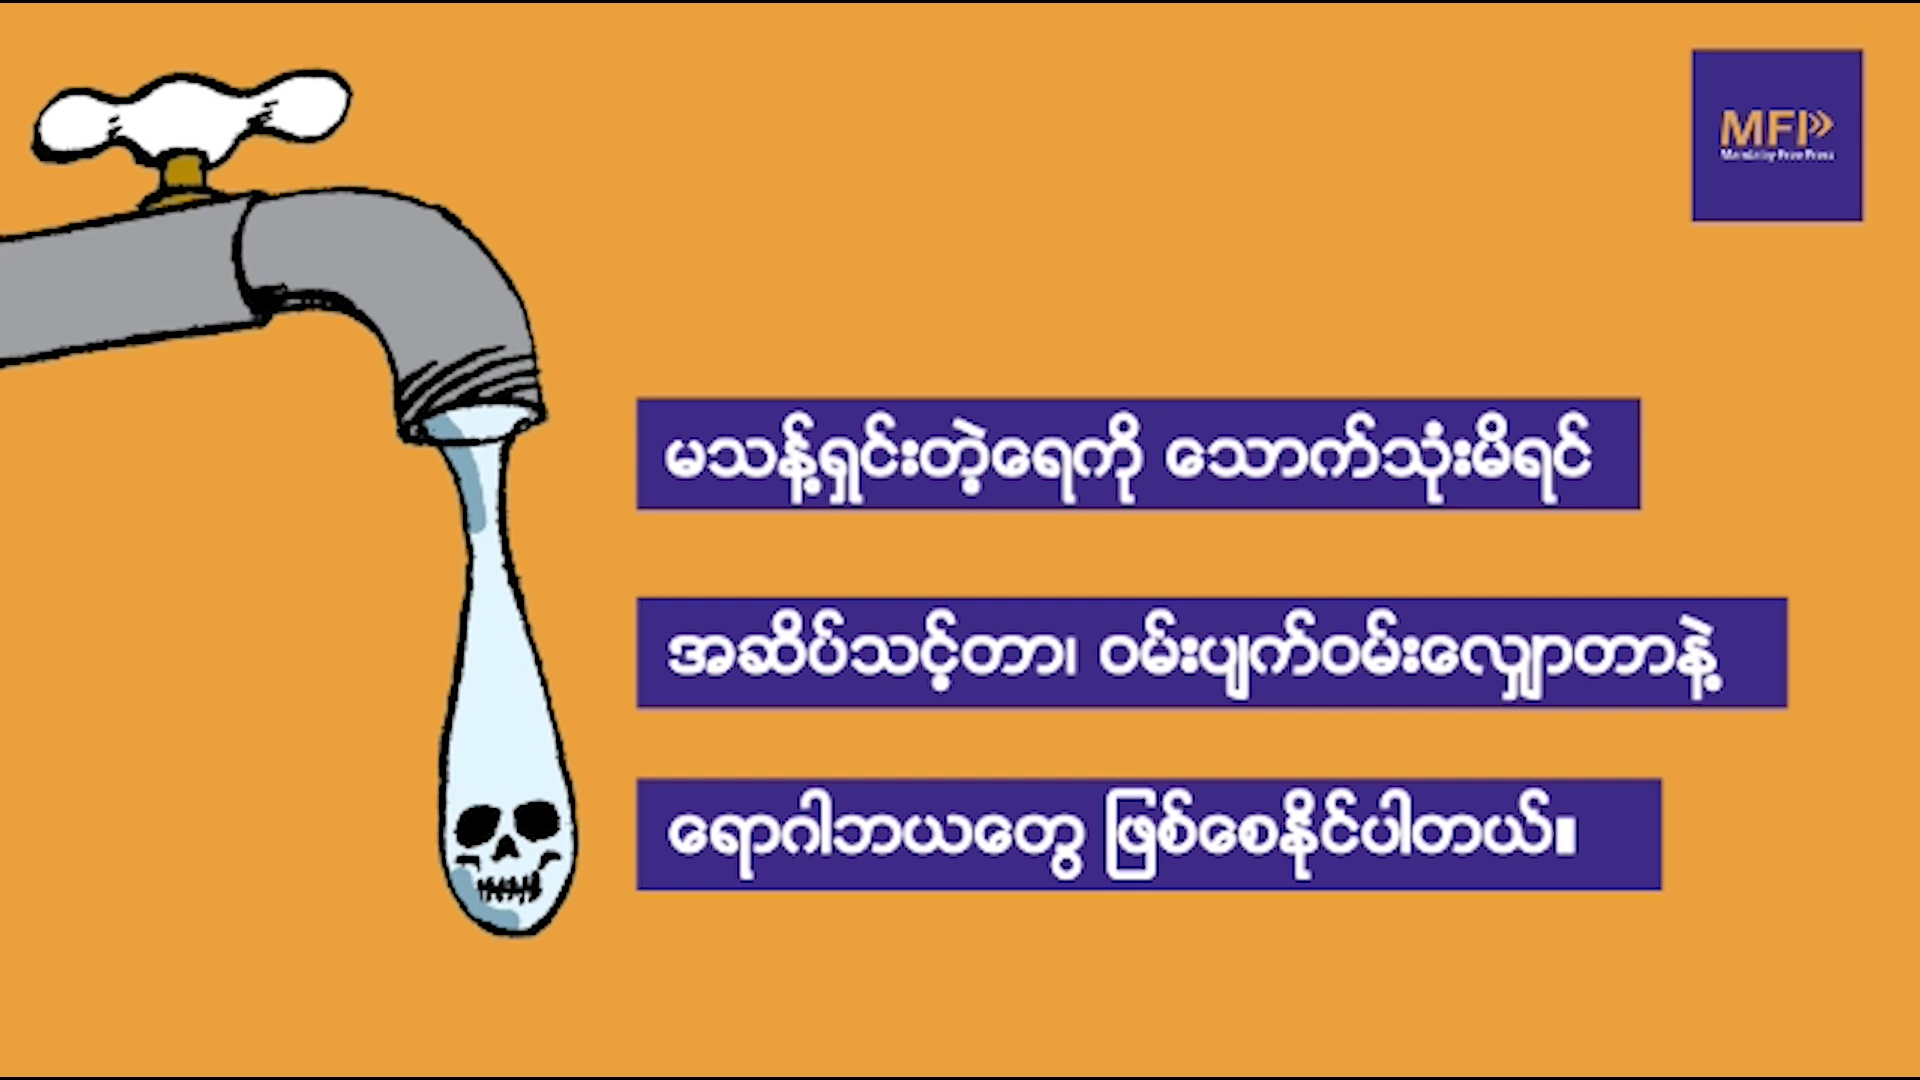 MFP
မသန့်ရှင်းတဲ့ရေကို သောက်သုံးမိရင်
အဆိပ်သင့်တာ၊ ဝမ်းပျက်ဝမ်းလျှောတာနဲ့
ရောဂါဘယတွေ ဖြစ်စေနိုင်ပါတယ်။